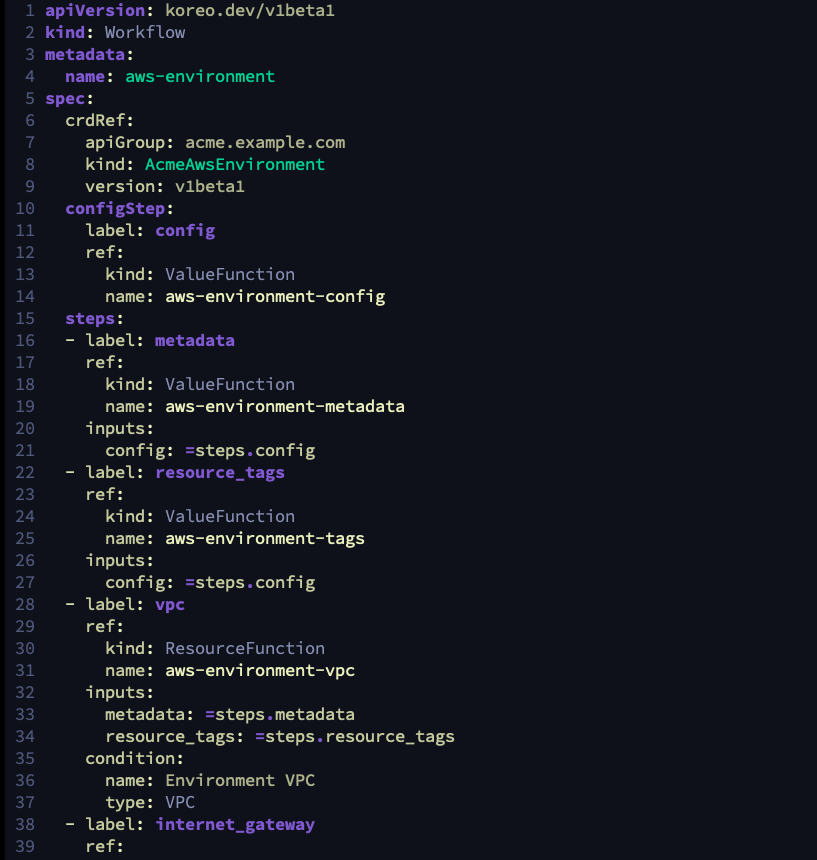 1 apiVersion: koreo.dev/v1beta1
2 kind: Workflow
3 metadata:
4   name: aws-environment
5 spec:
6   crdRef:
7     apiGroup: acme.example.com
8     kind: AcmeAwsEnvironment
9     version: v1beta1
10   configStep:
11     label: config
12     ref:
13       kind: ValueFunction
14       name: aws-environment-config
15   steps:
16   - label: metadata
17     ref:
18       kind: ValueFunction
19       name: aws-environment-metadata
20     inputs:
21       config: =steps.config
22   - label: resource_tags
23     ref:
24       kind: ValueFunction
25       name: aws-environment-tags
26     inputs:
27       config: =steps.config
28   - label: vpc
29     ref:
30       kind: ResourceFunction
31       name: aws-environment-vpc
32     inputs:
33       metadata: =steps.metadata
34       resource_tags: =steps.resource_tags
35     condition:
36       name: Environment VPC
37       type: VPC
38   - label: internet_gateway
39     ref: